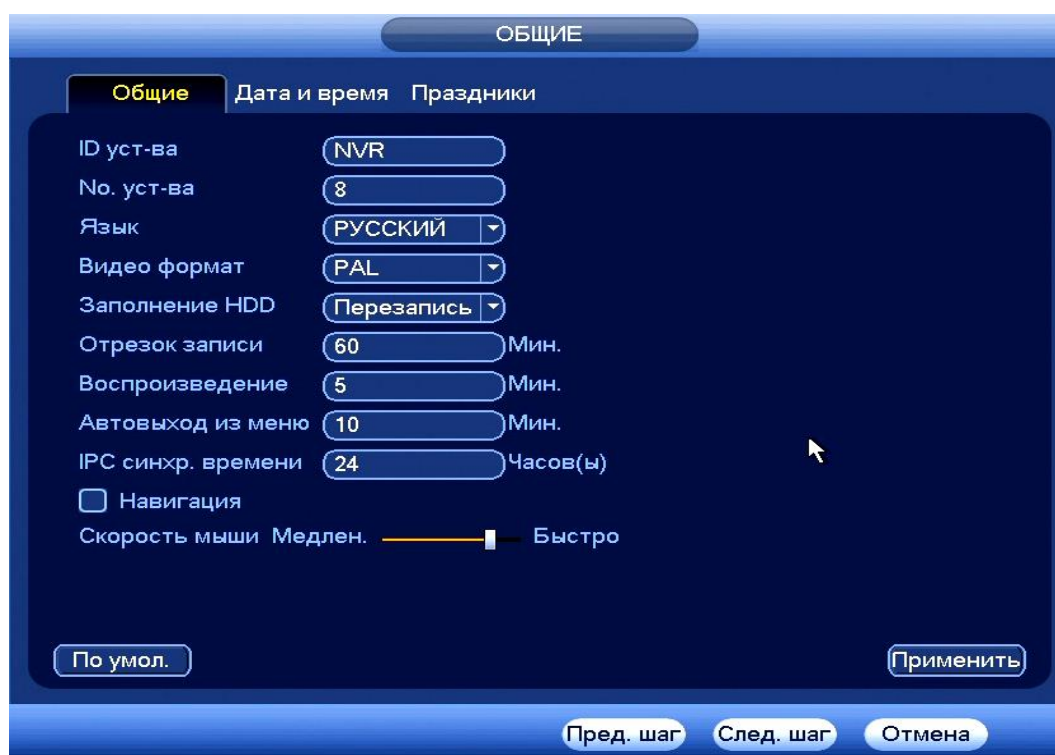 ОБЩИЕ
Общие Дата и время Праздники
ID уст-ва NVR
No. уст-ва 8
Язык РУССКИЙ
Видео формат PAL
Заполнение HDD Перезапись
Отрезок записи 60 Мин.
Воспроизведение 5 Мин.
Автовыход из меню 10 Мин.
IPC синхр. времени 24 Часов(ы)
Навигация
Скорость мыши Медлен. Быстро
По умол. Применить
Пред. шаг След. шаг Отмена